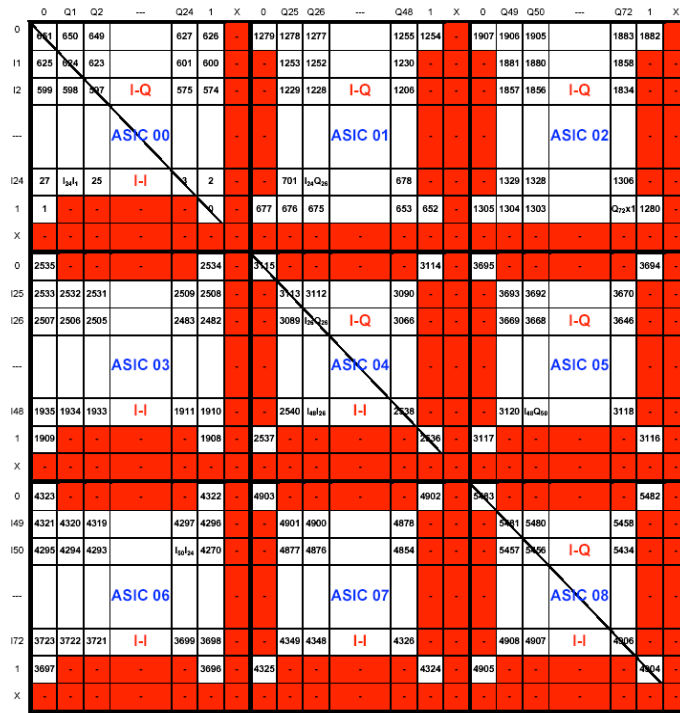 0 Q1 Q2 --- Q24 1 X 0 Q25 Q26 --- Q48 1 X 0 Q49 Q50 --- Q72 1 X
0 651 650 649 627 626 - 1279 1278 1277 1255 1254 - 1907 1906 1905 1883 1882 -
I1 625 624 623 601 600 - - 1253 1252 1230 - - - 1881 1880 1858 - -
I2 599 598 597 I-Q 575 574 - - 1229 1228 I-Q 1206 - - - 1857 1856 I-Q 1834 - -
--- ASIC 00 - - ASIC 01 - - - ASIC 02 - -
I24 27 I24I1 25 I-I 3 2 - - 701 I24Q26 678 - - - 1329 1328 1306 - -
1 1 - - - - 0 - 677 676 675 653 652 - 1305 1304 1303 Q72x1 1280 -
X - - - - - - - - - - - - - - - - - - - - -
0 2535 - - - - 2534 - 3115 - - - - 3114 - 3695 - - - - 3694 -
I25 2533 2532 2531 2509 2508 - - 3113 3112 3090 - - - 3693 3692 3670 - -
I26 2507 2506 2505 2483 2482 - - 3089 I26Q26 I-Q 3066 - - - 3669 3668 I-Q 3646 - -
--- ASIC 03 - - ASIC 04 - - - ASIC 05 - -
I48 1935 1934 1933 I-I 1911 1910 - - 2540 I48I26 I-I 2538 - - - 3120 I48Q50 3118 - -
1 1909 - - - - 1908 - 2537 - - - - 2536 - 3117 - - - - 3116 -
X - - - - - - - - - - - - - - - - - - - - -
0 4323 - - - - 4322 - 4903 - - - - 4902 - 5483 - - - - 5482 -
I49 4321 4320 4319 4297 4296 - - 4901 4900 4878 - - - 5481 5480 5458 - -
I50 4295 4294 4293 I50I24 4270 - - 4877 4876 4854 - - - 5457 5456 I-Q 5434 - -
--- ASIC 06 - - ASIC 07 - - - ASIC 08 - -
I72 3723 3722 3721 I-I 3699 3698 - - 4349 4348 I-I 4326 - - - 4908 4907 I-I 4906 - -
1 3697 - - - - 3696 - 4325 - - - - 4324 - 4905 - - - - 4904 -
X - - - - - - - - - - - - - - - - - - - - -